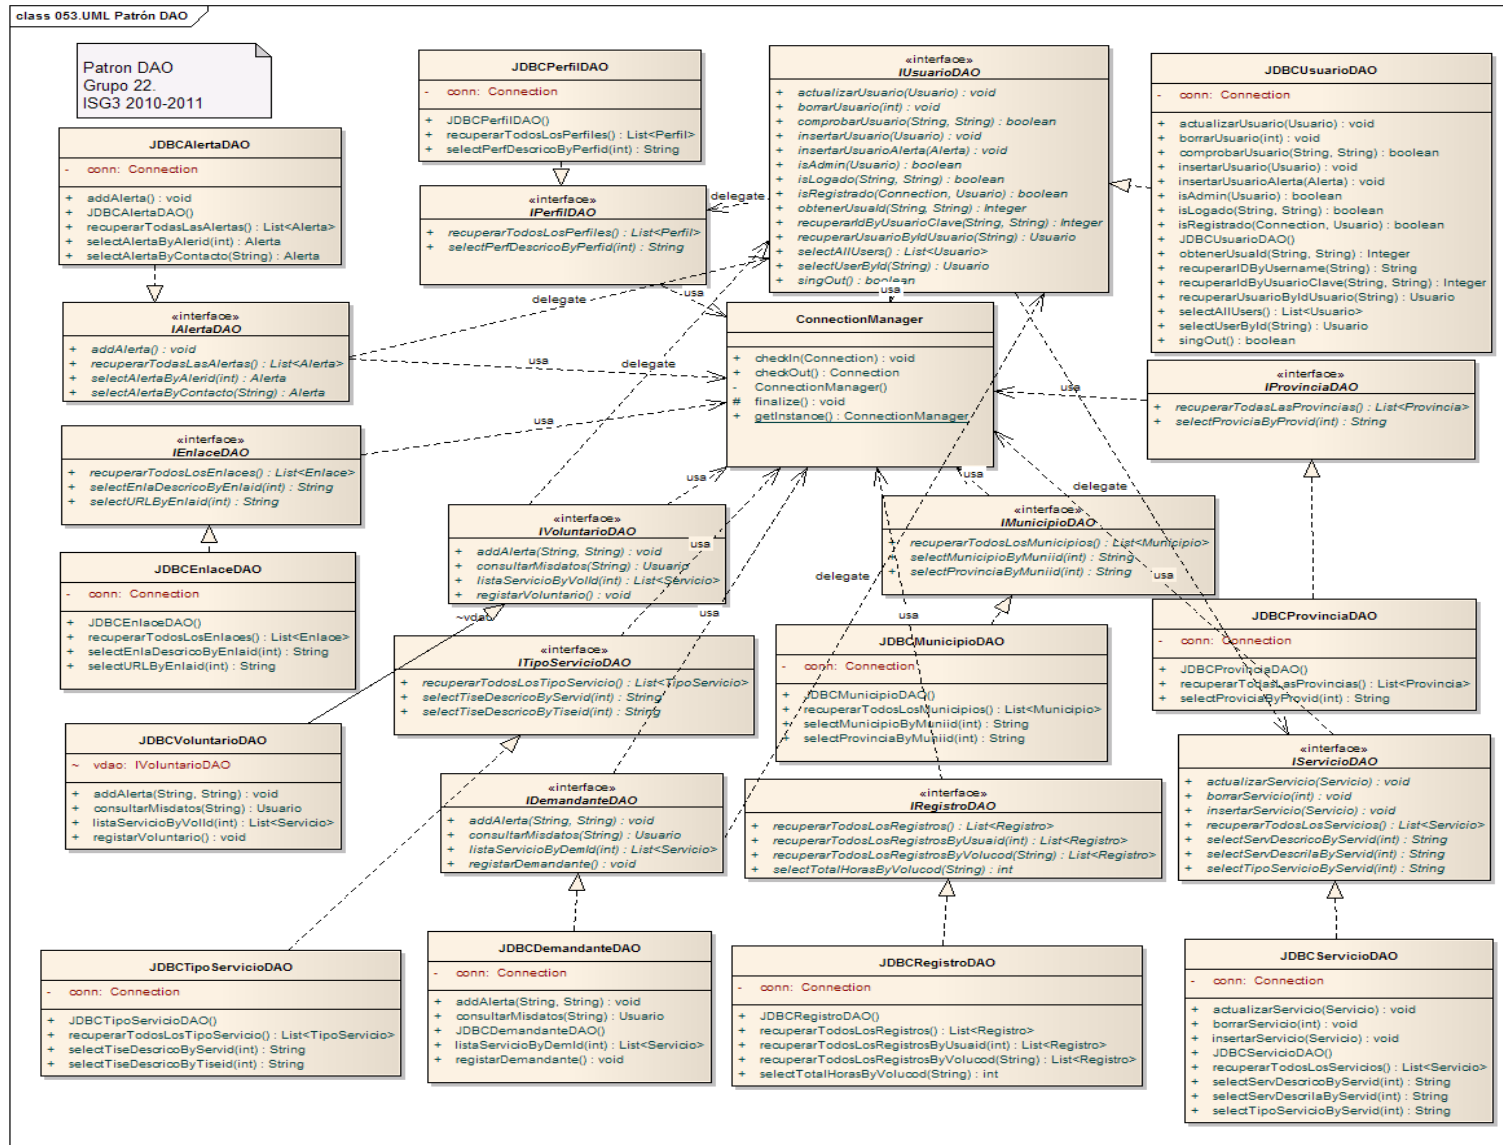 class 053.UML Patrón DAO
Patron DAO
Grupo 22.
ISG3 2010-2011
JDBCPerfilDAO
- conn: Connection
+ JDBCPerfilDAO()
+ recuperarTodosLosPerfiles() : List<Perfil>
+ selectPerfDescricoByPerfid(int) : String
«interface»
IUsuarioDAO
+ actualizarUsuario(Usuario) : void
+ borrarUsuario(int) : void
+ comprobarUsuario(String, String) : boolean
+ insertarUsuario(Usuario) : void
+ insertarUsuarioAlerta(Alerta) : void
+ isAdmin(Usuario) : boolean
+ isLogado(String, String) : boolean
+ isRegistrado(Connection, Usuario) : boolean
+ obtenerUsuaId(String, String) : Integer
+ recuperarIdByUsuarioClave(String, String) : Integer
+ recuperarUsuarioByIdUsuario(String) : Usuario
+ selectAllUsers() : List<Usuario>
+ selectUserById(String) : Usuario
+ singOut() : boolean
JDBCUsuarioDAO
- conn: Connection
+ actualizarUsuario(Usuario) : void
+ borrarUsuario(int) : void
+ comprobarUsuario(String, String) : boolean
+ insertarUsuario(Usuario) : void
+ insertarUsuarioAlerta(Alerta) : void
+ isAdmin(Usuario) : boolean
+ isLogado(String, String) : boolean
+ isRegistrado(Connection, Usuario) : boolean
+ JDBCUsuarioDAO()
+ obtenerUsuaId(String, String) : Integer
+ recuperarIDByUsername(String) : String
+ recuperarIdByUsuarioClave(String, String) : Integer
+ recuperarUsuarioByIdUsuario(String) : Usuario
+ selectAllUsers() : List<Usuario>
+ selectUserById(String) : Usuario
+ singOut() : boolean
JDBCAlertaDAO
- conn: Connection
+ addAlerta() : void
+ JDBCAlertaDAO()
+ recuperarTodasLasAlertas() : List<Alerta>
+ selectAlertaByAlerid(int) : Alerta
+ selectAlertaByContacto(String) : Alerta
«interface»
IPerfilDAO
+ recuperarTodosLosPerfiles() : List<Perfil>
+ selectPerfDescricoByPerfid(int) : String
delegate
usa
usa
delegate
«interface»
IAlertaDAO
+ addAlerta() : void
+ recuperarTodasLasAlertas() : List<Alerta>
+ selectAlertaByAlerid(int) : Alerta
+ selectAlertaByContacto(String) : Alerta
usa
delegate
ConnectionManager
+ checkIn(Connection) : void
+ checkOut() : Connection
- ConnectionManager()
# finalize() : void
+ getInstance() : ConnectionManager
usa
«interface»
IProvinciaDAO
+ recuperarTodasLasProvincias() : List<Provincia>
+ selectProviciaByProvid(int) : String
«interface»
IEnlaceDAO
+ recuperarTodosLosEnlaces() : List<Enlace>
+ selectEnlaDescricoByEnlaid(int) : String
+ selectURLByEnlaid(int) : String
usa
usa
usa
delegate
«interface»
IVoluntarioDAO
+ addAlerta(String, String) : void
+ consultarMisdatos(String) : Usuario
+ listaServicioByVolId(int) : List<Servicio>
+ registarVoluntario() : void
usa
«interface»
IMunicipioDAO
+ recuperarTodosLosMunicipios() : List<Municipio>
+ selectMunicipioByMuniid(int) : String
+ selectProvinciaByMuniid(int) : String
delegate
usa
JDBCEnlaceDAO
- conn: Connection
+ JDBCEnlaceDAO()
+ recuperarTodosLosEnlaces() : List<Enlace>
+ selectEnlaDescricoByEnlaid(int) : String
+ selectURLByEnlaid(int) : String
~vdao
usa
usa
«interface»
ITipoServicioDAO
+ recuperarTodosLosTipoServicio() : List<TipoServicio>
+ selectTiseDescricoByServid(int) : String
+ selectTiseDescricoByTiseid(int) : String
JDBCMunicipioDAO
- conn: Connection
+ JDBCMunicipioDAO()
+ recuperarTodosLosMunicipios() : List<Municipio>
+ selectMunicipioByMuniid(int) : String
+ selectProvinciaByMuniid(int) : String
JDBCProvinciaDAO
- conn: Connection
+ JDBCProvinciaDAO()
+ recuperarTodasLasProvincias() : List<Provincia>
+ selectProviciaByProvid(int) : String
JDBCVoluntarioDAO
~ vdao: IVoluntarioDAO
+ addAlerta(String, String) : void
+ consultarMisdatos(String) : Usuario
+ listaServicioByVolId(int) : List<Servicio>
+ registarVoluntario() : void
«interface»
IDemandanteDAO
+ addAlerta(String, String) : void
+ consultarMisdatos(String) : Usuario
+ listaServicioByDemId(int) : List<Servicio>
+ registarDemandante() : void
«interface»
IRegistroDAO
+ recuperarTodosLosRegistros() : List<Registro>
+ recuperarTodosLosRegistrosByUsuaid(int) : List<Registro>
+ recuperarTodosLosRegistrosByVolucod(String) : List<Registro>
+ selectTotalHorasByVolucod(String) : int
«interface»
IServicioDAO
+ actualizarServicio(Servicio) : void
+ borrarServicio(int) : void
+ insertarServicio(Servicio) : void
+ recuperarTodosLosServicios() : List<Servicio>
+ selectServDescricoByServid(int) : String
+ selectServDescrilaByServid(int) : String
+ selectTipoServicioByServid(int) : String
JDBCTipoServicioDAO
- conn: Connection
+ JDBCTipoServicioDAO()
+ recuperarTodosLosTipoServicio() : List<TipoServicio>
+ selectTiseDescricoByServid(int) : String
+ selectTiseDescricoByTiseid(int) : String
JDBCDemandanteDAO
- conn: Connection
+ addAlerta(String, String) : void
+ consultarMisdatos(String) : Usuario
+ JDBCDemandanteDAO()
+ listaServicioByDemId(int) : List<Servicio>
+ registarDemandante() : void
JDBCRegistroDAO
- conn: Connection
+ JDBCRegistroDAO()
+ recuperarTodosLosRegistros() : List<Registro>
+ recuperarTodosLosRegistrosByUsuaid(int) : List<Registro>
+ recuperarTodosLosRegistrosByVolucod(String) : List<Registro>
+ selectTotalHorasByVolucod(String) : int
JDBCServicioDAO
- conn: Connection
+ actualizarServicio(Servicio) : void
+ borrarServicio(int) : void
+ insertarServicio(Servicio) : void
+ JDBCServicioDAO()
+ recuperarTodosLosServicios() : List<Servicio>
+ selectServDescricoByServid(int) : String
+ selectServDescrilaByServid(int) : String
+ selectTipoServicioByServid(int) : String